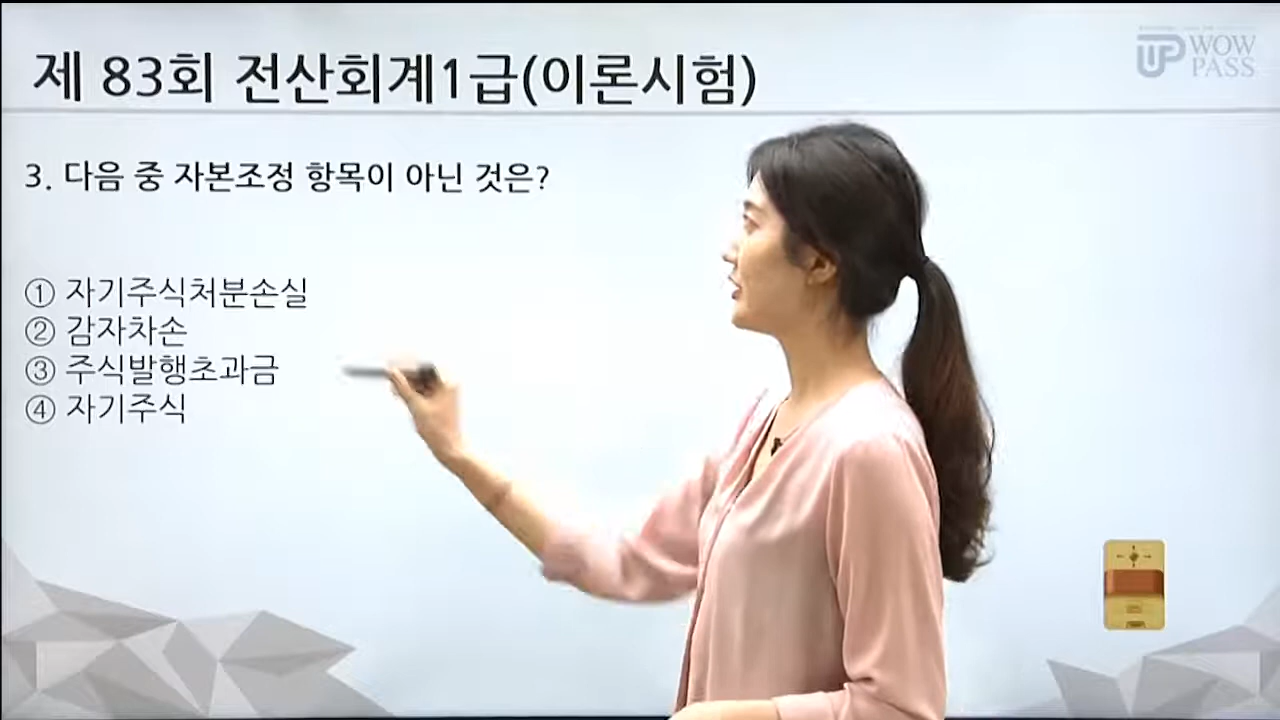 제 83회 전산회계1급(이론시험)
UP WOW PASS
3. 다음 중 자본조정 항목이 아닌 것은?
① 자기주식처분손실
② 감자차손
③ 주식발행초과금
④ 자기주식